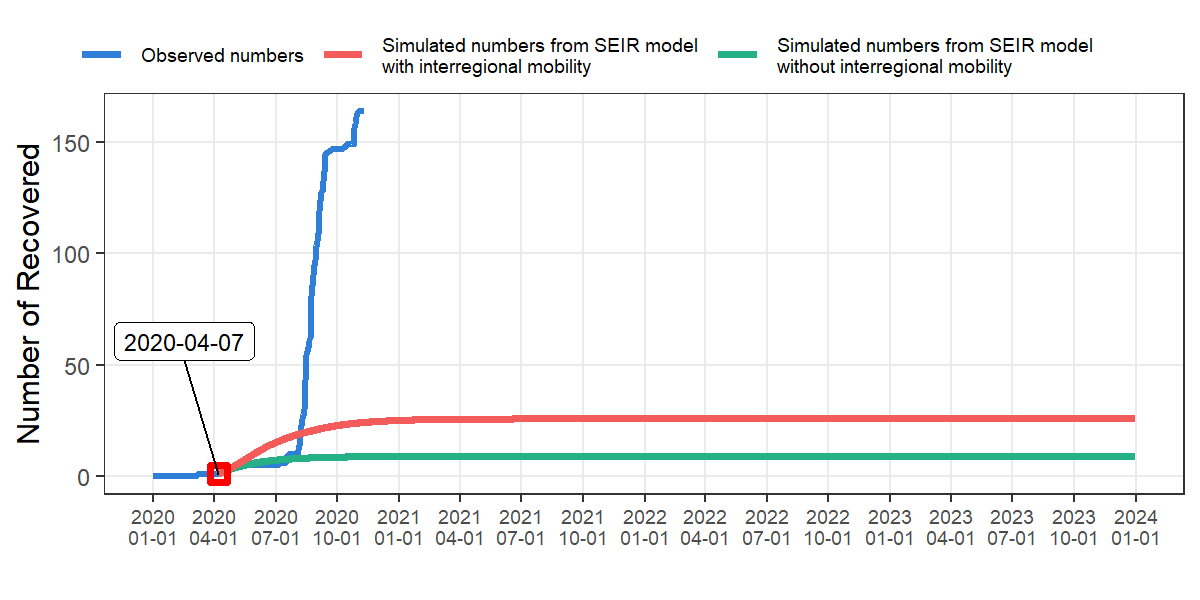 Observed numbers
Simulated numbers from SEIR model
with interregional mobility
Simulated numbers from SEIR model
without interregional mobility
Number of Recovered
150
100
50
0
2020-04-07
2020 2020 2020 2020 2021 2021 2021 2021 2022 2022 2022 2022 2023 2023 2023 2023 2024
01-01 04-01 07-01 10-01 01-01 04-01 07-01 10-01 01-01 04-01 07-01 10-01 01-01 04-01 07-01 10-01 01-01